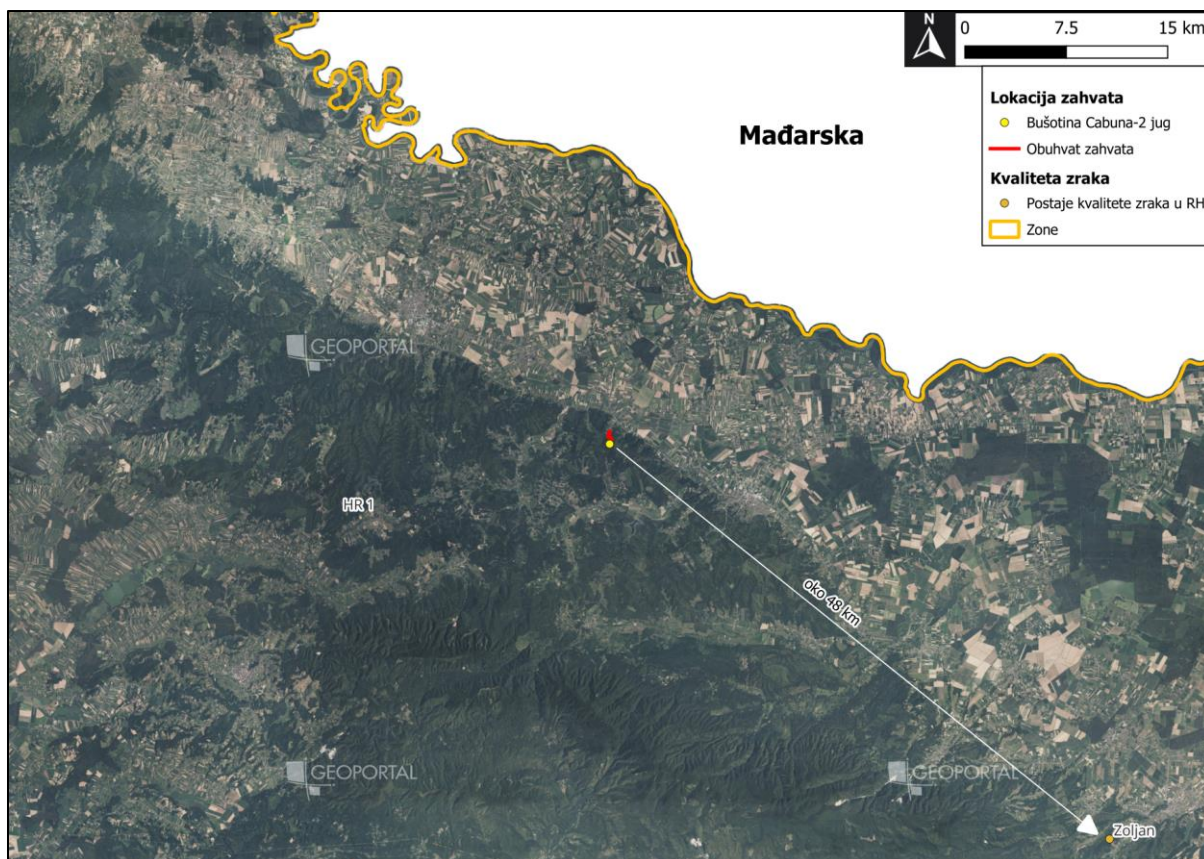 N
0 7.5 15 km
Lokacija zahvata
Bušotina Cabuna-2 jug
Obuhvat zahvata
Kvaliteta zraka
Postaje kvalitete zraka u RH
Zone
Mađarska
GEOPORTAL
HR 1
oko 48 km
GEOPORTAL
GEOPORTAL
Zoljan